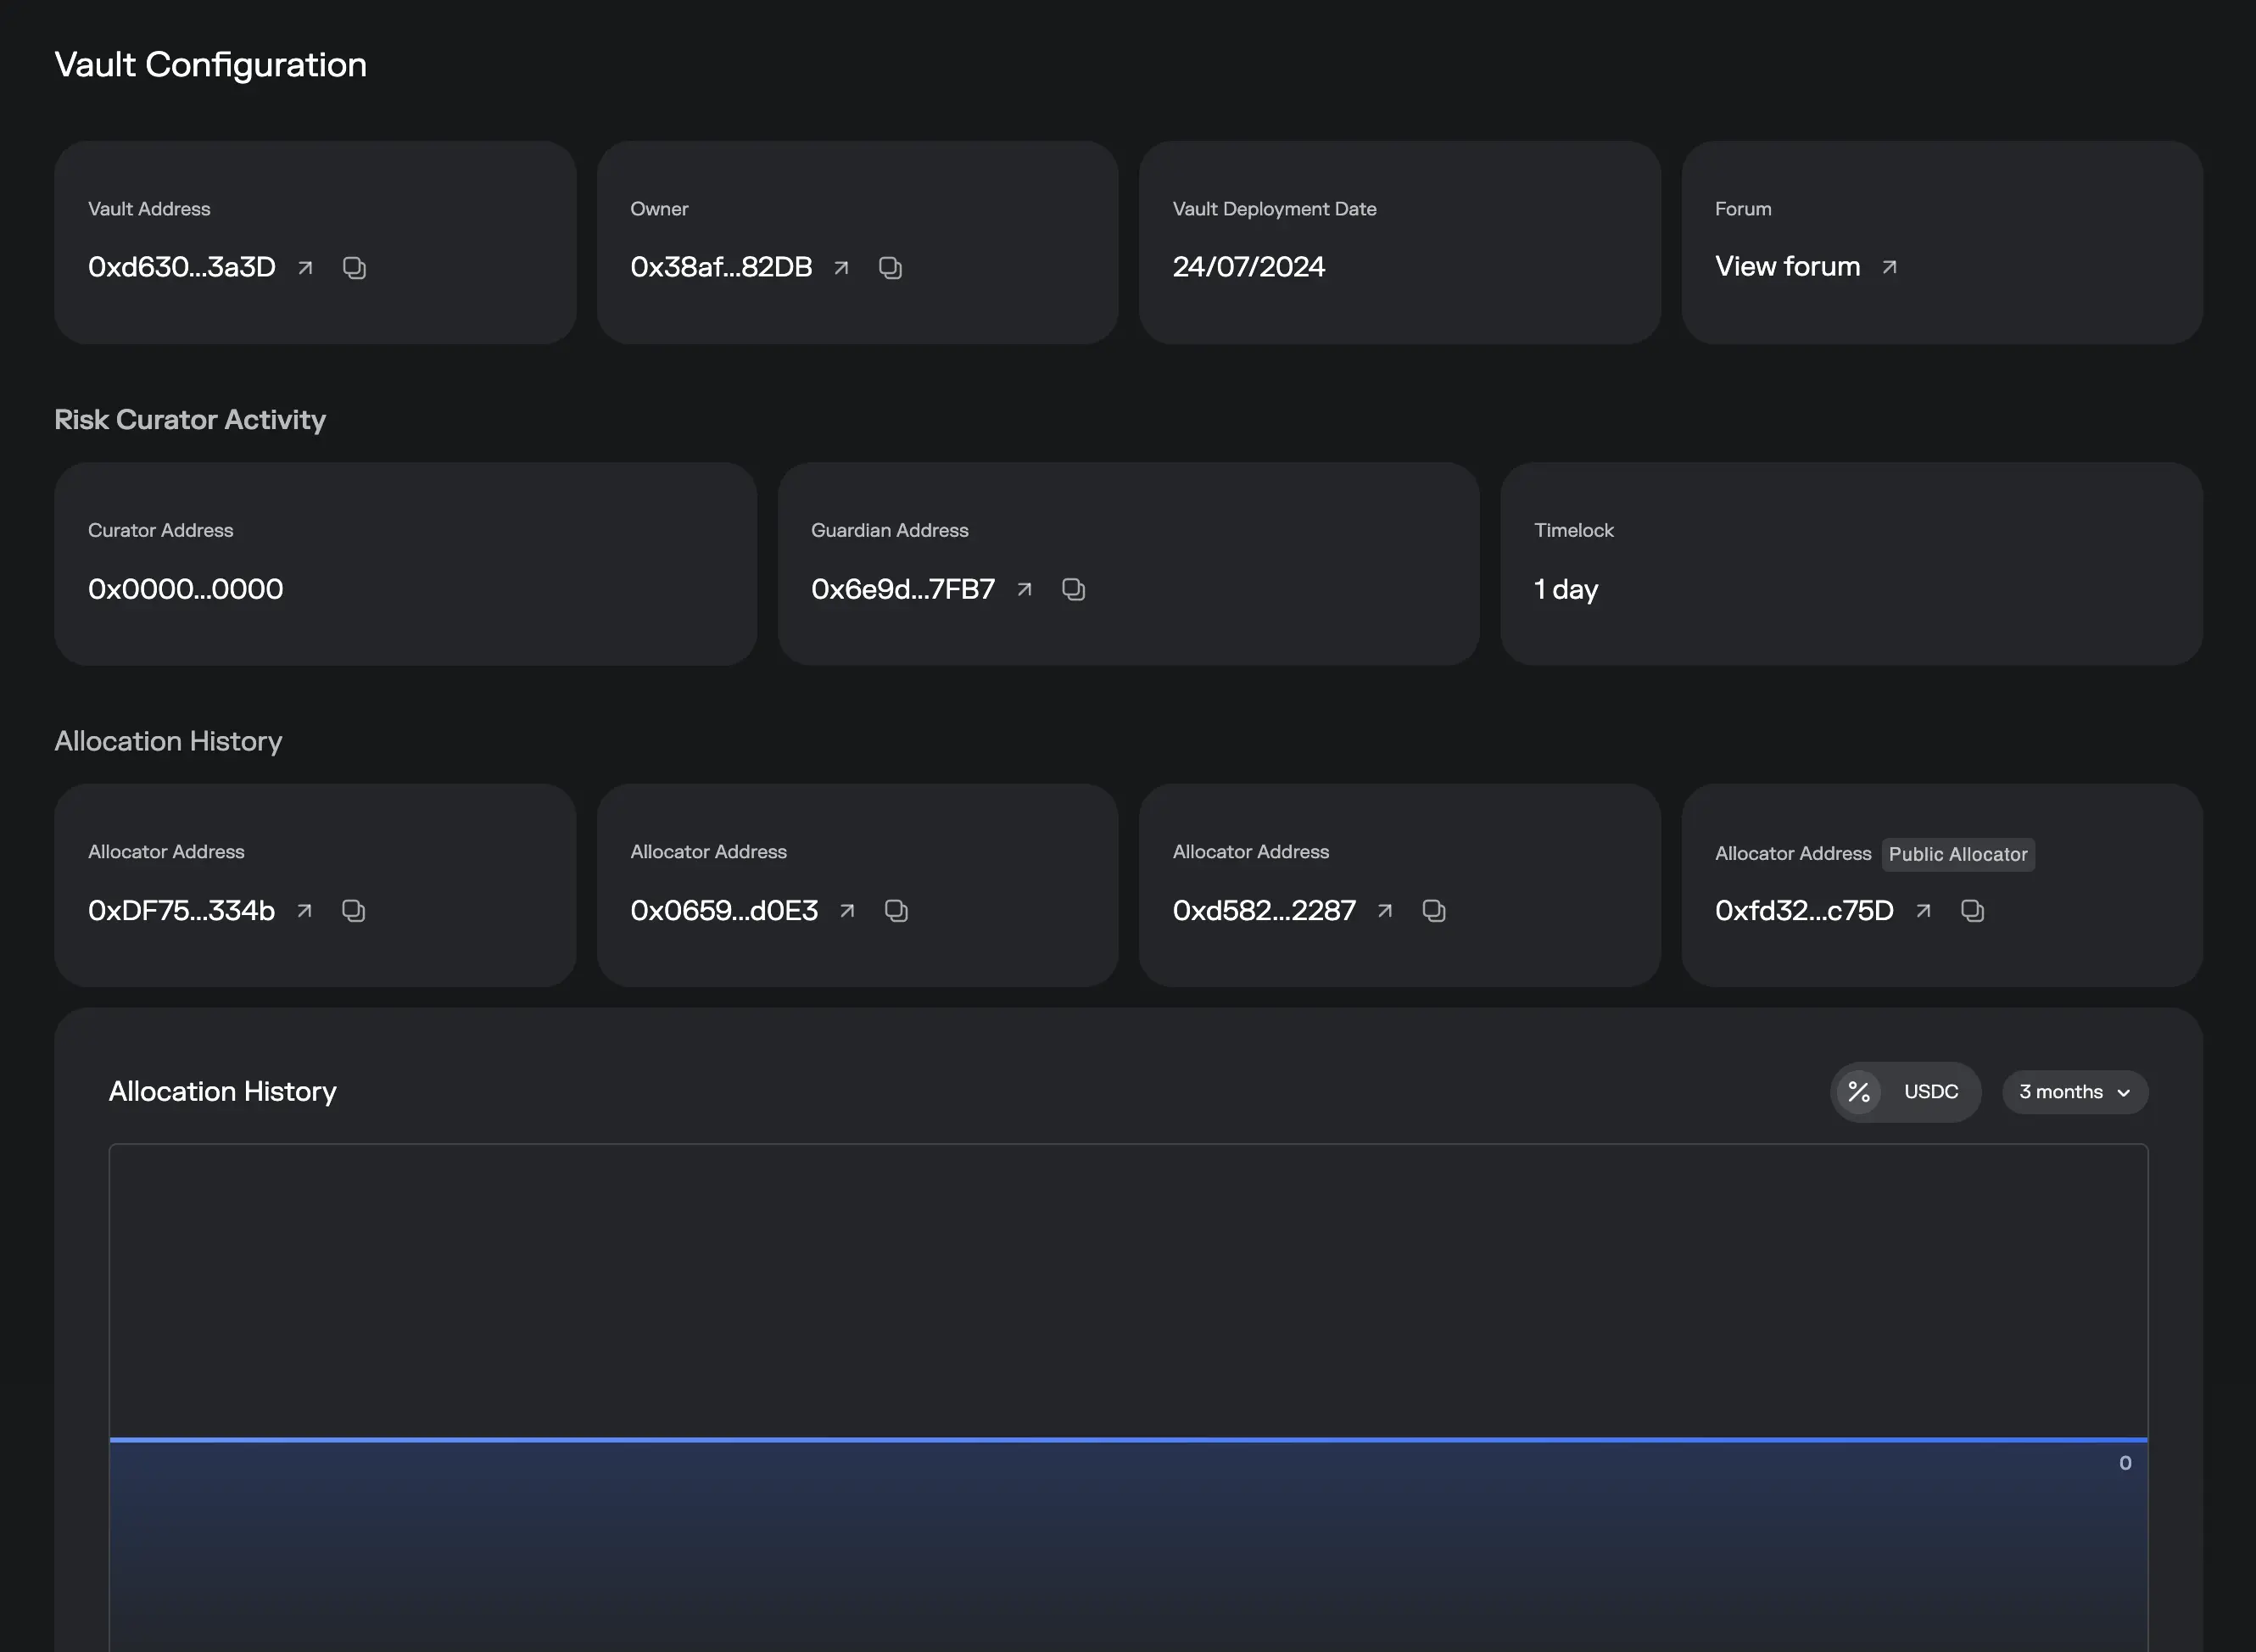 Vault Configuration
Vault Address
0xd630...3a3D
Owner
0x38af...82DB
Vault Deployment Date
24/07/2024
Forum
View forum
Risk Curator Activity
Curator Address
0x0000...0000
Guardian Address
0x6e9d...7FB7
Timelock
1 day
Allocation History
Allocator Address
0xDF75...334b
Allocator Address
0x0659...d0E3
Allocator Address
0xd582...2287
Allocator Address Public Allocator
0xfd32...c75D
Allocation History
% USDC 3 months
0